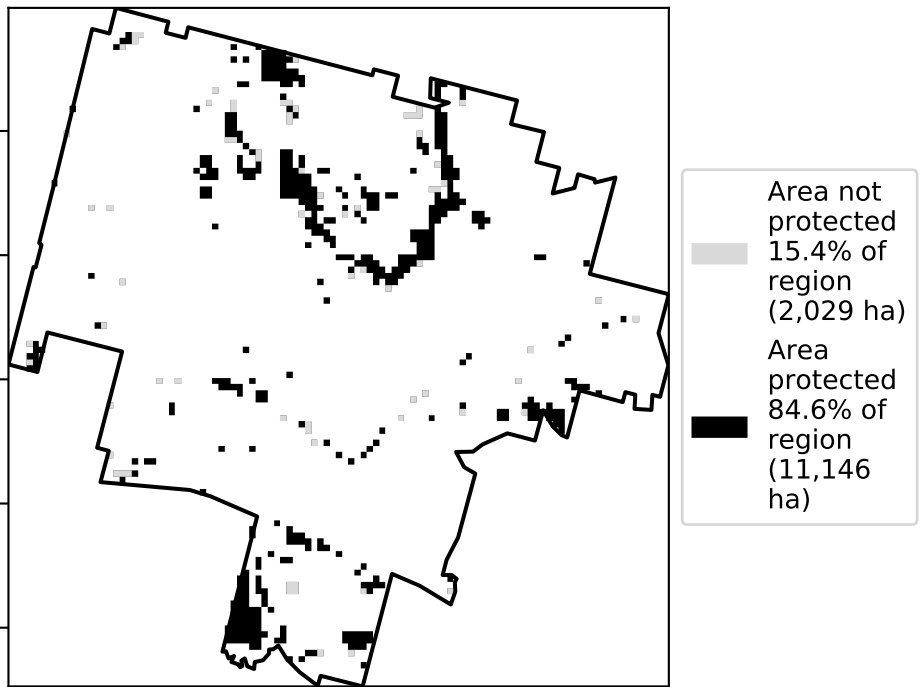 Area not
protected
15.4% of
region
(2,029 ha)
Area
protected
84.6% of
region
(11,146
ha)